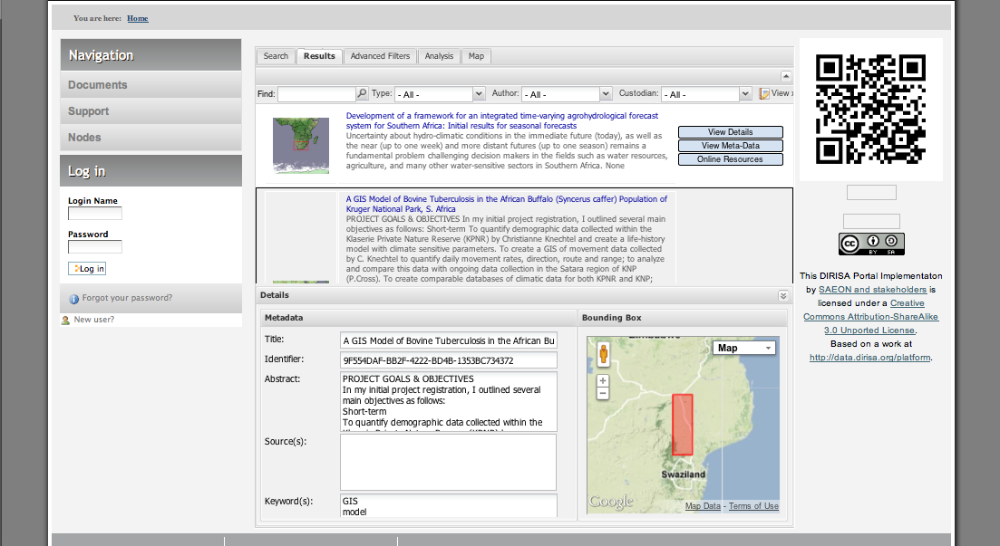 You are here: Home
Navigation
Documents
Support
Nodes
Log in
Login Name
Password
Log in
Forgot your password?
New user?
Search Results Advanced Filters Analysis Map
Find: Type: - All - Author: - All - Custodian: - All - View
Development of a framework for an integrated time-varying agrohydrological forecast
system for Southern Africa: Initial results for seasonal forecasts
Uncertainty about hydro-climatic conditions in the immediate future (today), as well as
the near (up to one week) and more distant futures (up to one season) remains a
fundamental problem challenging decision makers in the fields such as water resources,
agriculture, and many other water-sensitive sectors in Southern Africa. None
View Details
View Meta-Data
Online Resources
A GIS Model of Bovine Tuberculosis in the African Buffalo (Syncerus caffer) Population of
Kruger National Park, S. Africa
PROJECT GOALS & OBJECTIVES In my initial project registration, I outlined several main
objectives as follows: Short-term To quantify demographic data collected within the
Klaserie Private Nature Reserve (KPNR) by Christianne Knechtel and create a life-history
model with climate sensitive parameters. To create a GIS of movement data collected
by C. Knechtel to quantify daily movement rates, direction, route and range; to analyze
and compare this data with ongoing data collection in the Satara region of KNP
(P.Cross). To create comparable databases of climatic data for both KPNR and KNP;
Details
Metadata
Title: A GIS Model of Bovine Tuberculosis in the African Bu
Identifier: 9F554DAF-BB2F-4222-BD4B-1353BC734372
Abstract: PROJECT GOALS & OBJECTIVES
In my initial project registration, I outlined several
main objectives as follows:
Short-term
To quantify demographic data collected within the
Klaserie Private Nature Reserve (KPNR) by
Source(s):
Keyword(s): GIS
model
Bounding Box
Zimbabwe
Map
Swaziland
Google
Map Data - Terms of Use
cc BY SA
This DIRISA Portal Implementaton
by SAEON and stakeholders is
licensed under a Creative
Commons Attribution-ShareAlike
3.0 Unported License.
Based on a work at
http://data.dirisa.org/platform.